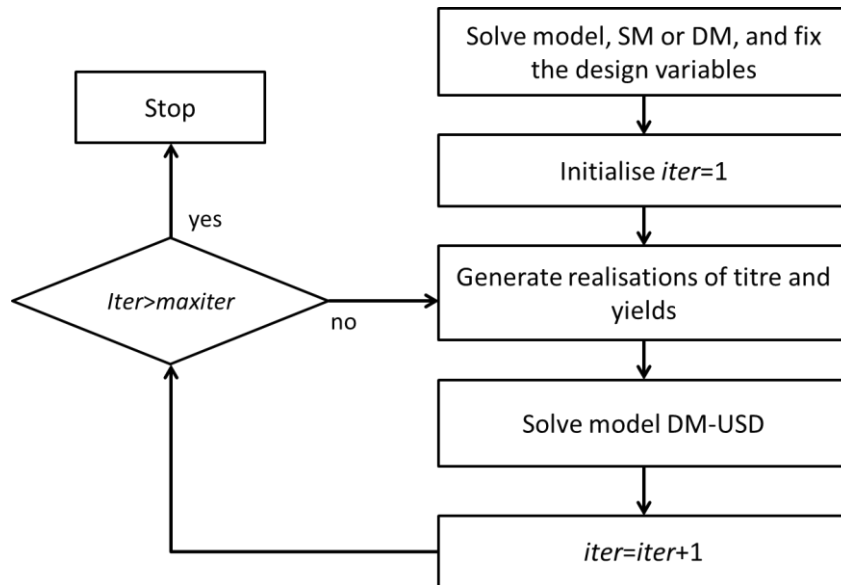 Solve model, SM or DM, and fix
the design variables
Stop
Initialise iter=1
yes
Generate realisations of titre and
yields
Iter>maxiter
no
Solve model DM-USD
iter=iter+1